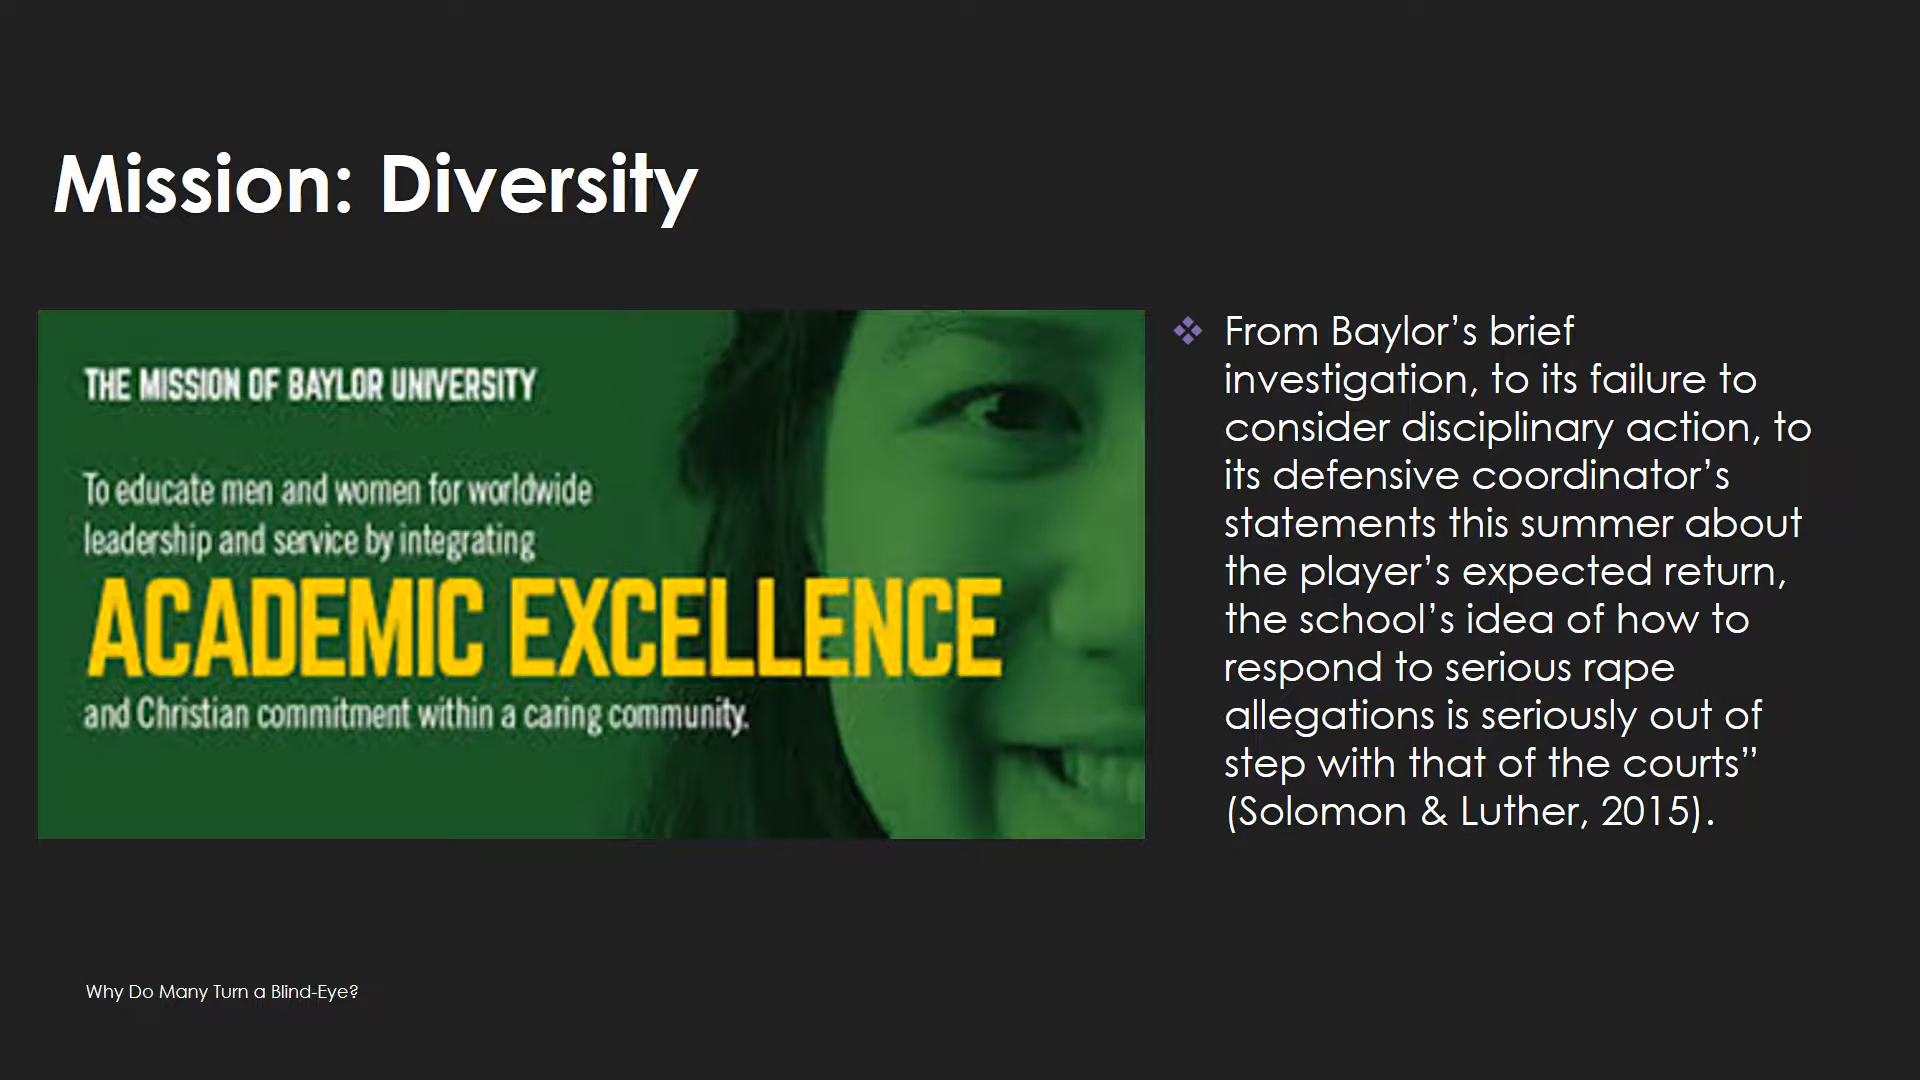 Mission: Diversity
THE MISSION OF BAYLOR UNIVERSITY
To educate men and women for worldwide
leadership and service by integrating
ACADEMIC EXCELLENCE
and Christian commitment within a caring community.
From Baylor’s brief
investigation, to its failure to
consider disciplinary action, to
its defensive coordinator’s
statements this summer about
the player’s expected return,
the school’s idea of how to
respond to serious rape
allegations is seriously out of
step with that of the courts”
(Solomon & Luther, 2015).
Why Do Many Turn a Blind-Eye?